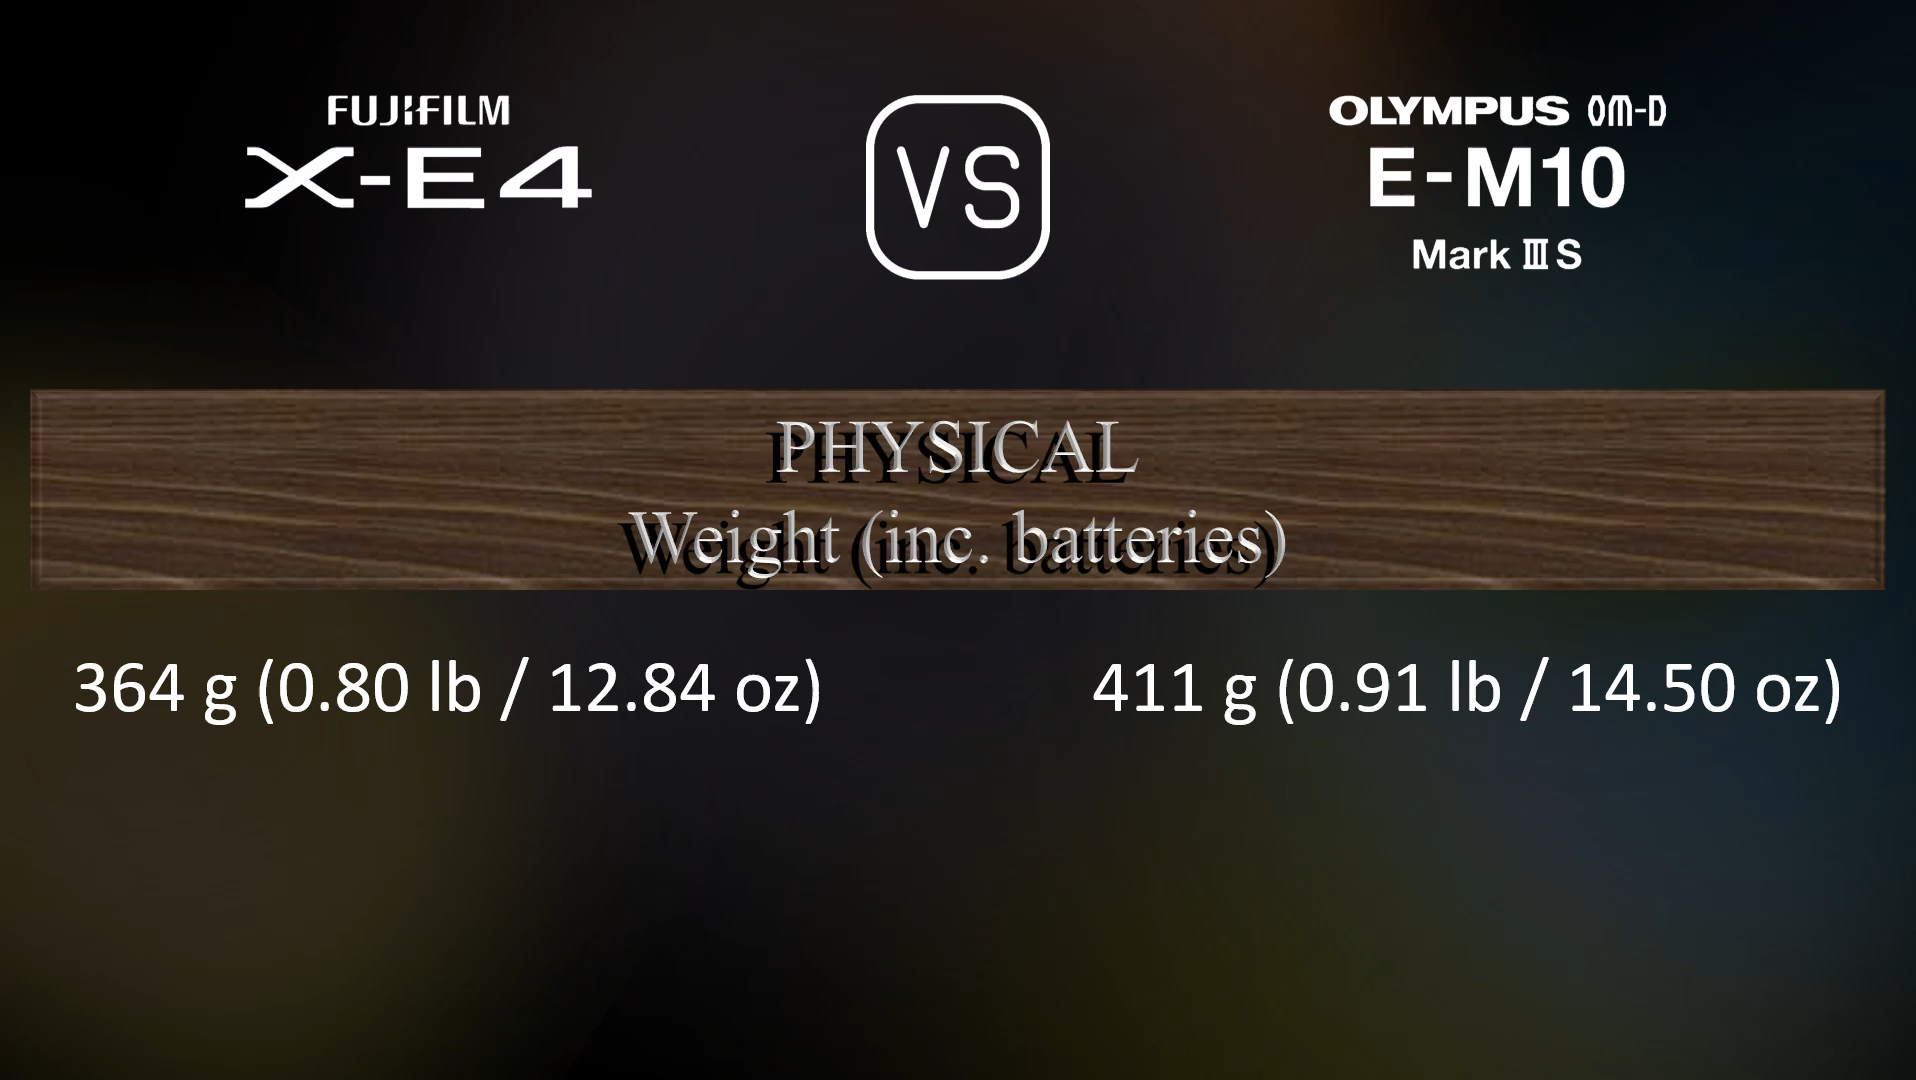 FUJIFILM
X-E4
VS
OLYMPUS OM-D
E-M10
Mark III S
PHYSICAL
Weight (inc. batteries)
364 g (0.80 lb / 12.84 oz)
411 g (0.91 lb / 14.50 oz)